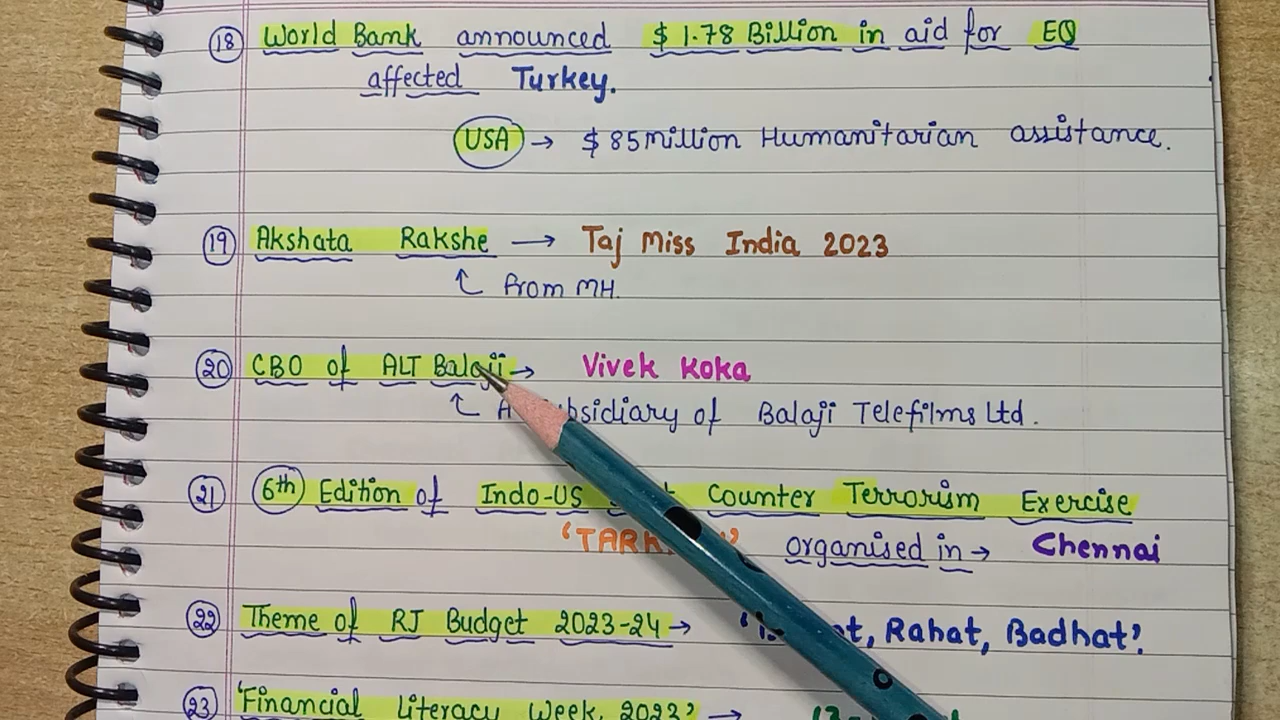 18 World Bank announced $ 1.78 Billion in aid for EQ
affected Turkey.
USA → $ 85 million Humanitarian assistance.
19 Akshata Rakshe → Taj Miss India 2023
from MH.
20 CBO of ALT Balaji → Vivek Koka
of Balaji Telefilms Ltd.
21 6th Edition of Indo-US Counter Terrorism Exercise
organised in → Chennai
22 Theme of RJ Budget 2023-24 → Rahat, Badhat'.
23 'Financial Literacy Week, 2023' →